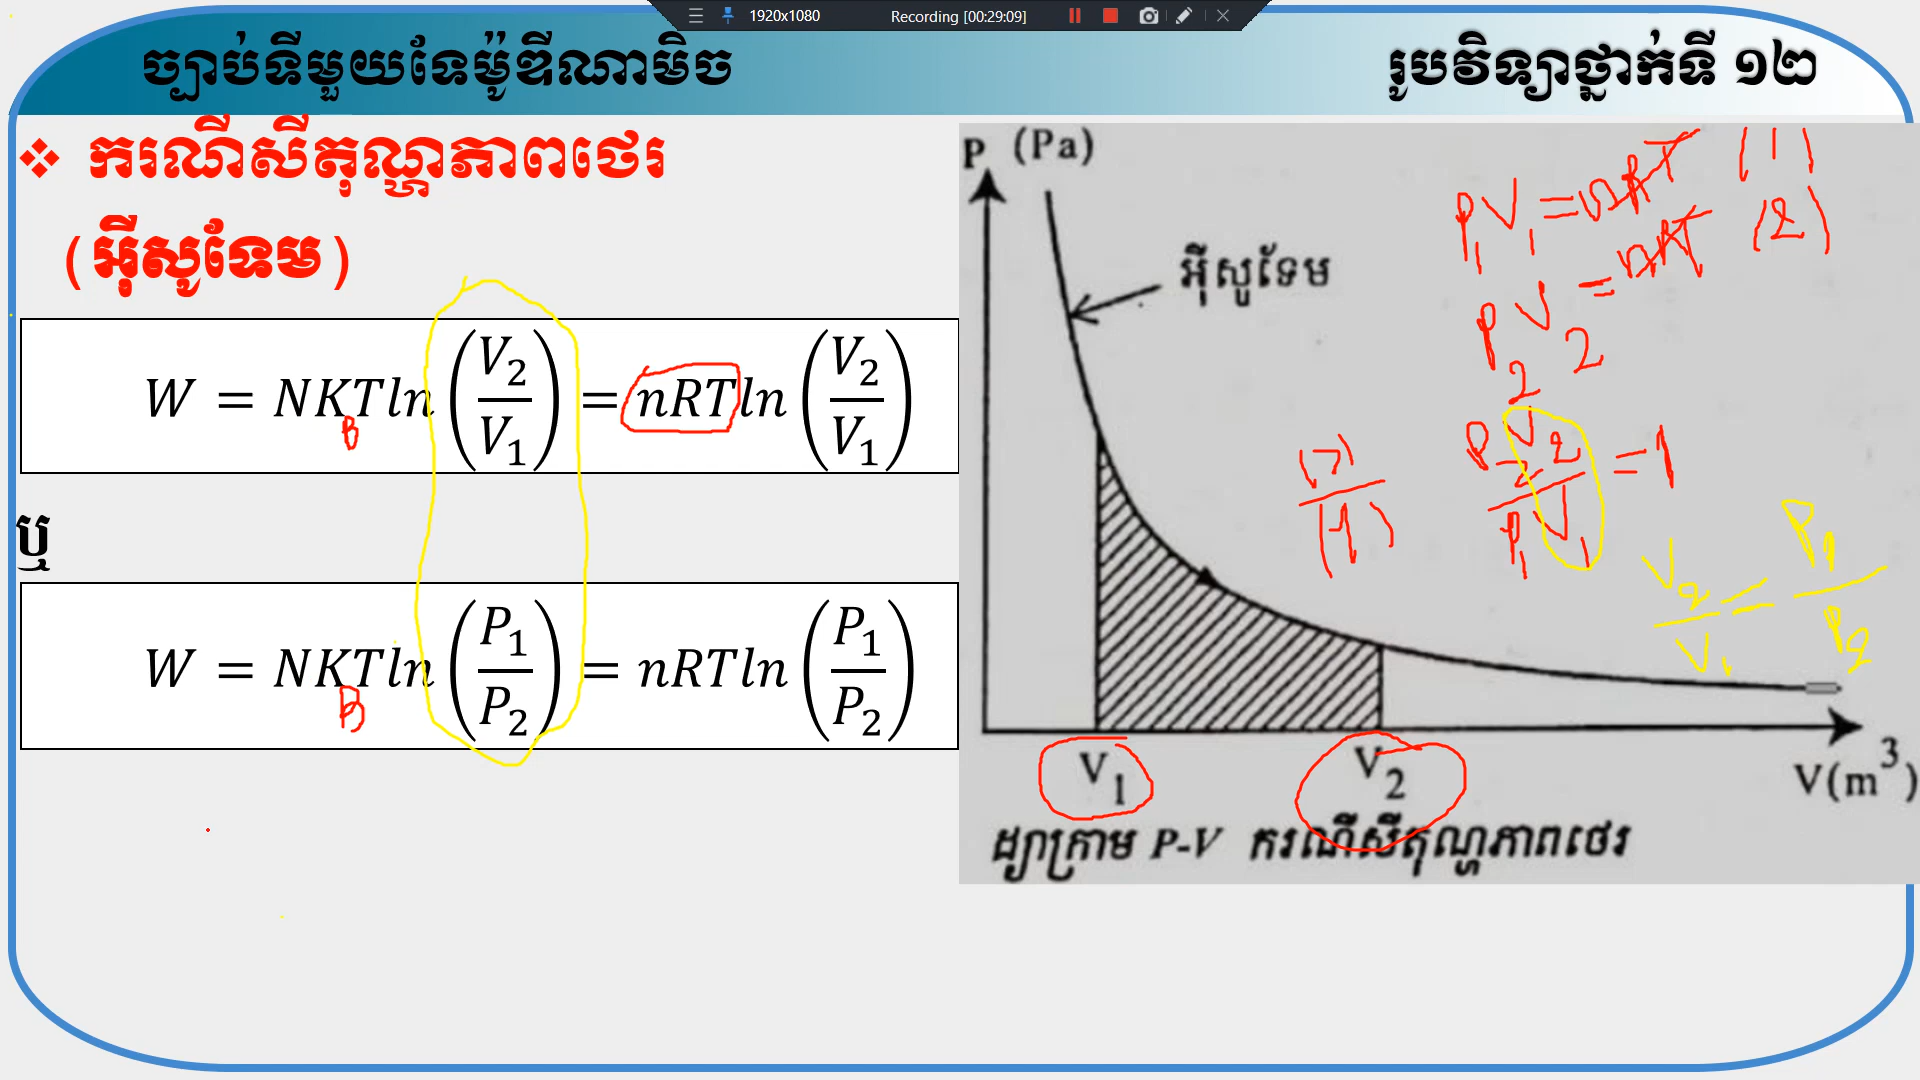 1920x1080 Recording [00:29:09]
ច្បាប់ទីមួយទែម៉ូឌីណាមិច
រូបវិទ្យាថ្នាក់ទី ១២
❖ ករណីសីតុណ្ហភាពថេរ
(អ៊ីសូទែម)
W = NKTln(V₂/V₁) = nRTln(V₂/V₁)
B
ឬ
W = NKTln(P₁/P₂) = nRTln(P₁/P₂)
B
P (Pa)
អ៊ីសូទែម
P₁V₁ = nRT (1)
P₂V₂ = nRT (2)
P₂V₂/P₁V₁ = 1
V₂/V₁ = P₁/P₂
V₁
V₂
V(m³)
ដ្យាក្រាម P-V ករណីសីតុណ្ហភាពថេរ